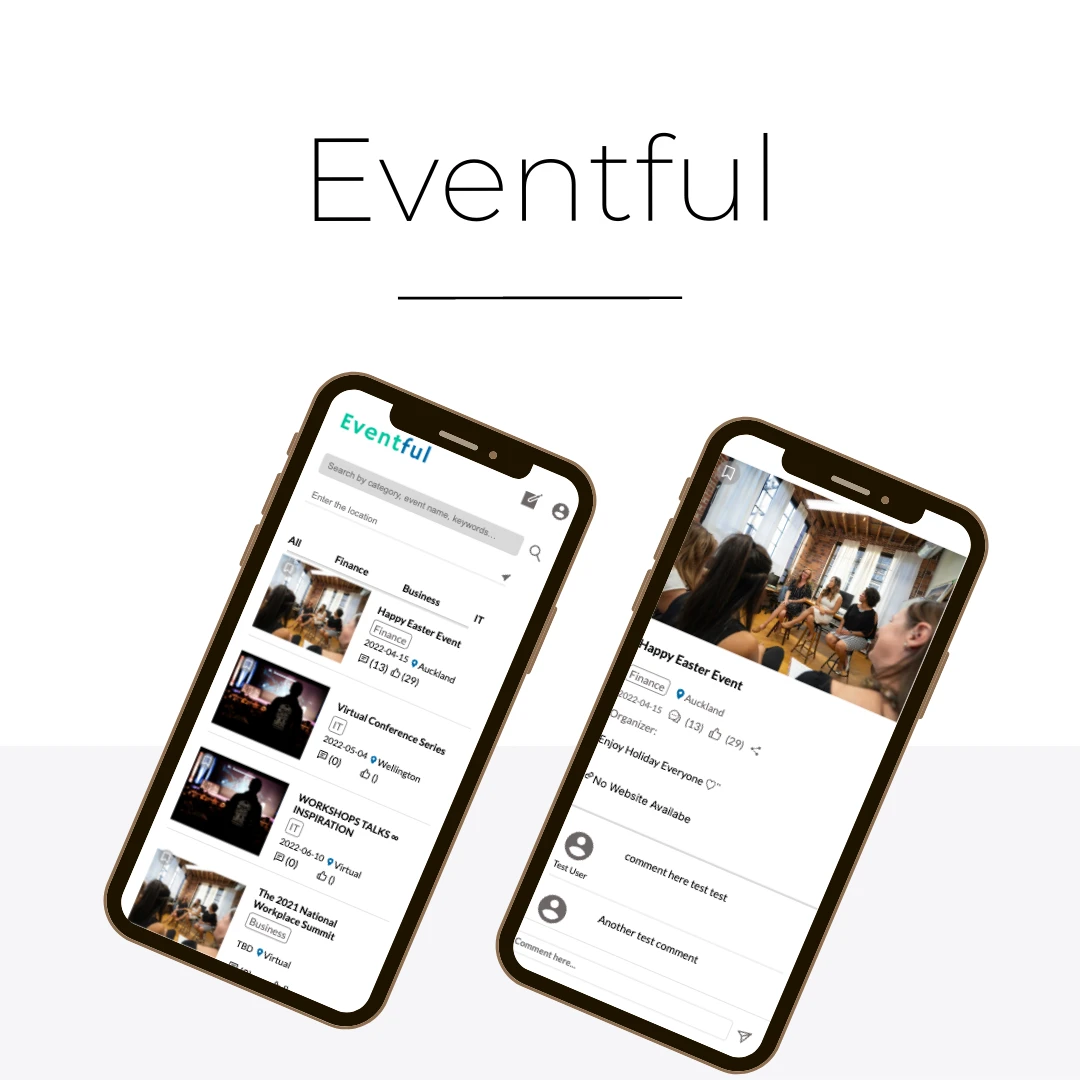 Eventful
Eventful
Search by category, event name, keywords...
Enter the location
All
Finance
Business
IT
Happy Easter Event
Finance
2022-04-15 Auckland
(13) (29)
Virtual Conference Series
IT
2022-05-04 Wellington
(0) ()
WORKSHOPS TALKS ∞
INSPIRATION
IT
2022-06-10 Virtual
(0) ()
The 2021 National
Workplace Summit
Business
TBD Virtual
Happy Easter Event
Finance Auckland
2022-04-15 (13) (29)
Organizer:
Enjoy Holiday Everyone ♡"
No Website Availabe
comment here test test
Test User
Another test comment
Comment here...